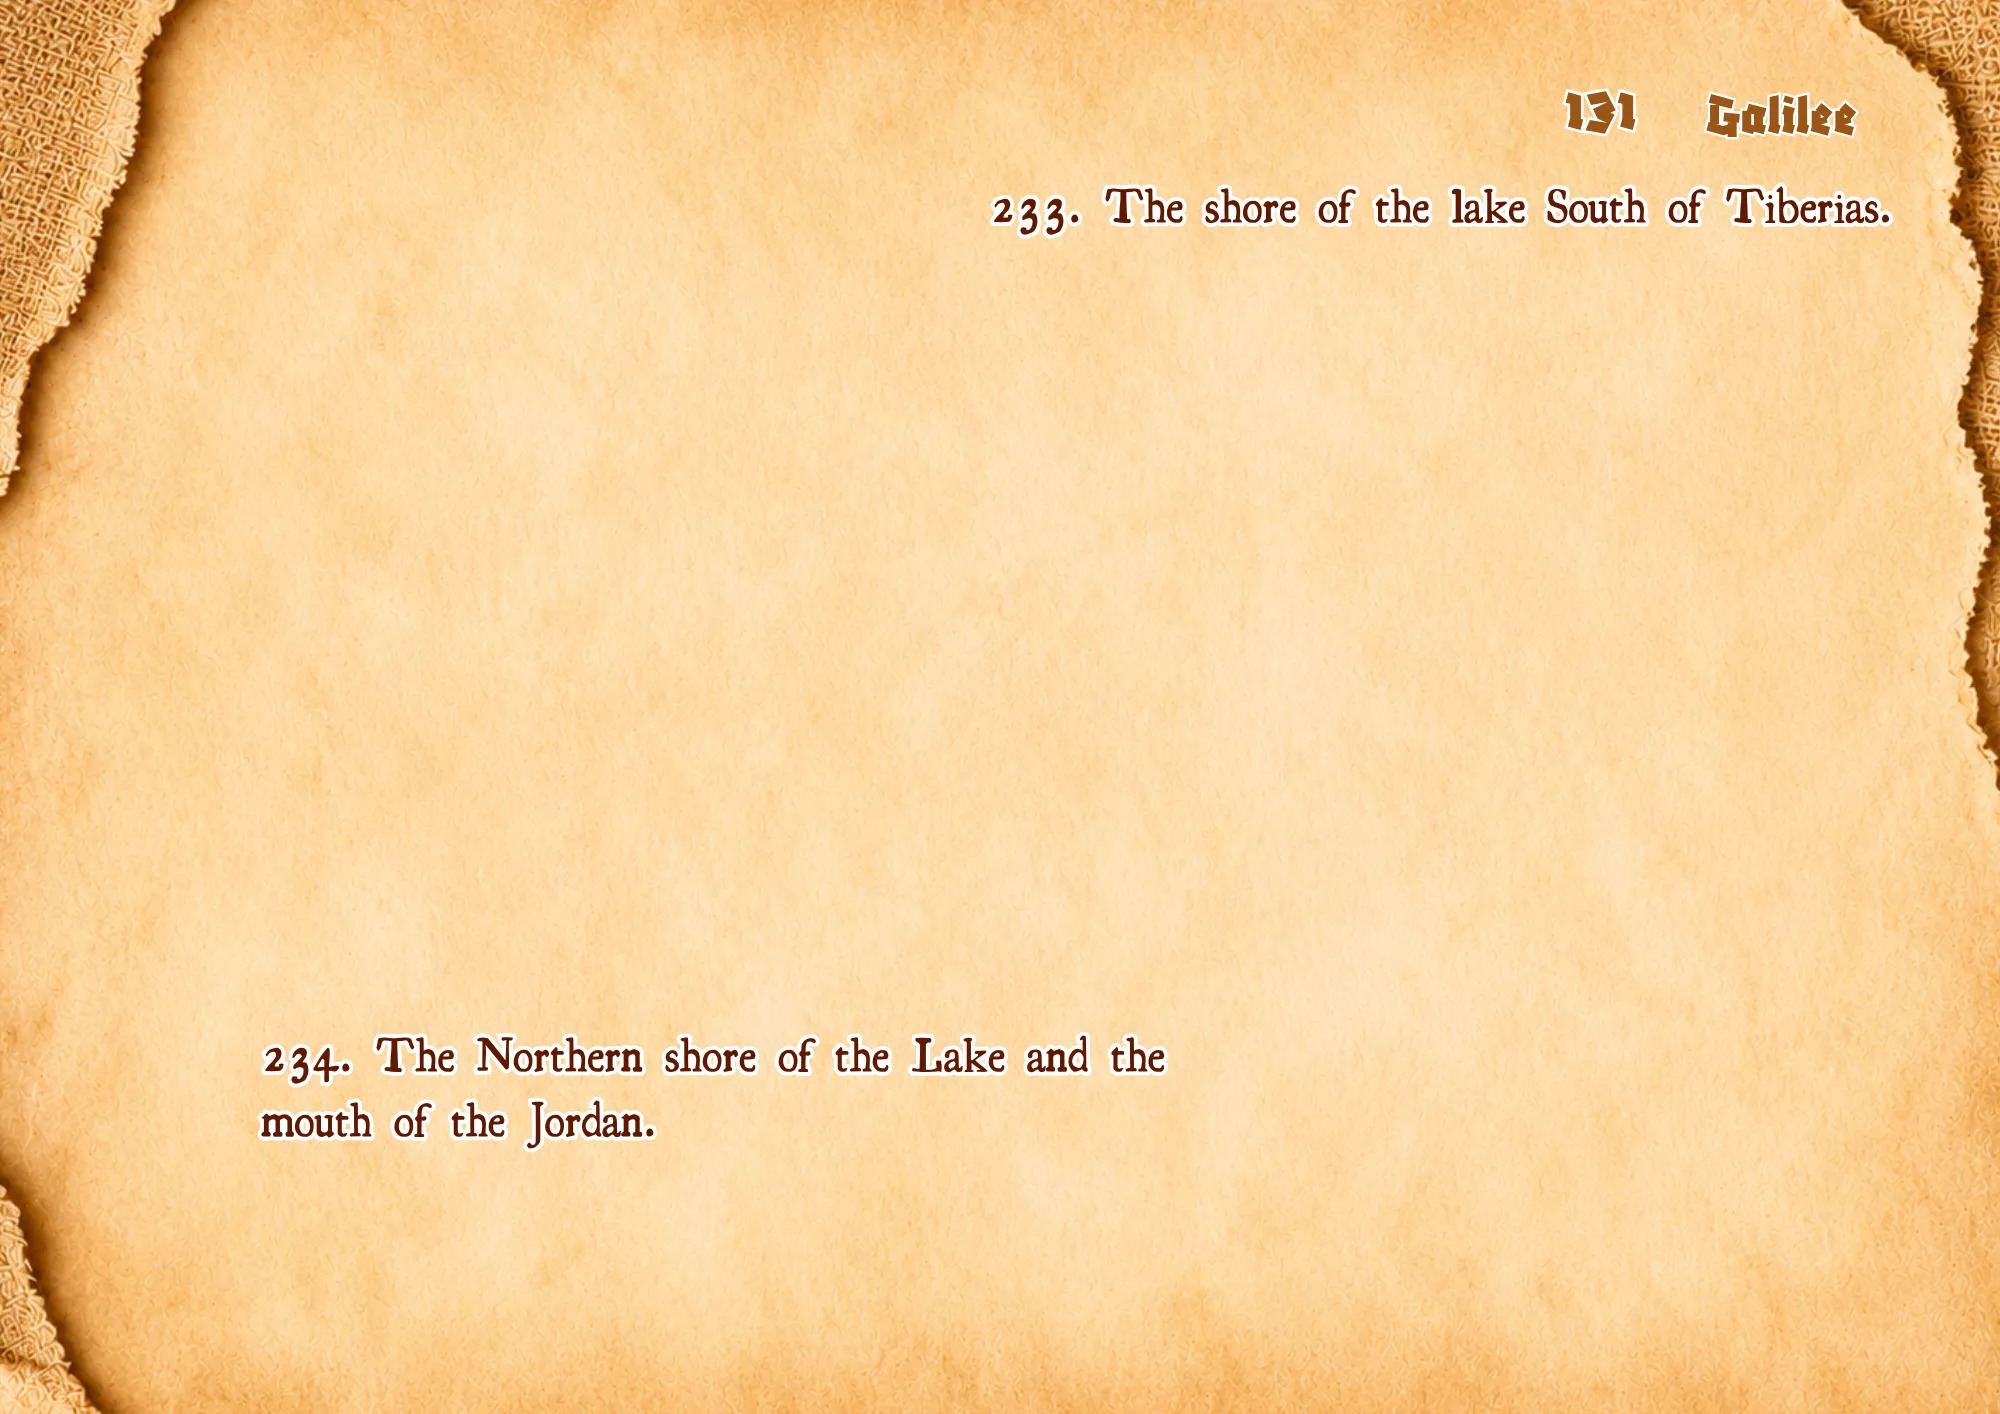 131 Galilee
233. The shore of the lake South of Tiberias.
234. The Northern shore of the Lake and the
mouth of the Jordan.